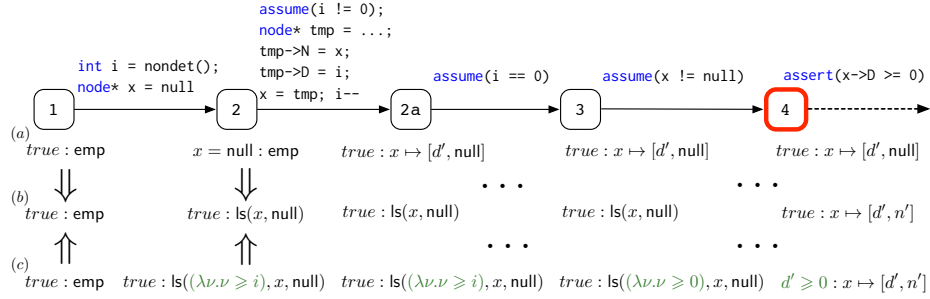 assume(i != 0);
node* tmp = ...;
tmp->N = x;
tmp->D = i;
x = tmp; i--
int i = nondet();
node* x = null
assume(i == 0)
assume(x != null)
assert(x->D >= 0)
1 2 2a 3 4
(a) true : emp x = null : emp true : x ↦ [d′, null] true : x ↦ [d′, null] true : x ↦ [d′, null]
⇓ ⇓ ··· ···
(b) true : emp true : ls(x, null) true : ls(x, null) true : ls(x, null) true : x ↦ [d′, n′]
⇑ ⇑ ··· ···
(c) true : emp true : ls((λν.ν ⩾ i), x, null) true : ls((λν.ν ⩾ i), x, null) true : ls((λν.ν ⩾ 0), x, null) d′ ⩾ 0 : x ↦ [d′, n′]